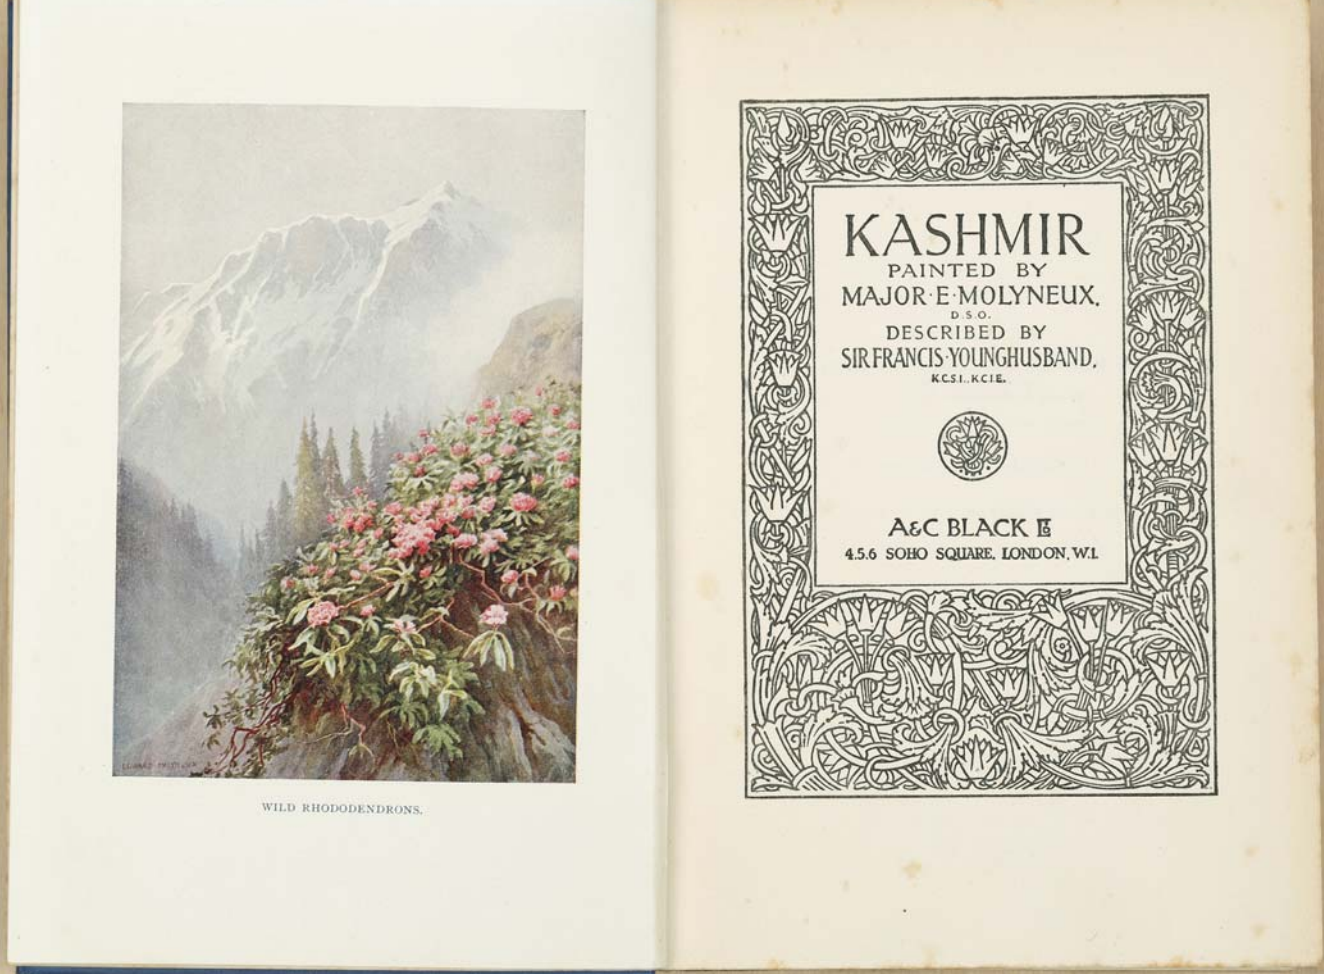 WILD RHODODENDRONS.
KASHMIR
PAINTED BY
MAJOR·E·MOLYNEUX.
D.S.O.
DESCRIBED BY
SIR FRANCIS·YOUNGHUSBAND.
K.C.S.I., K.C.I.E.
A&C BLACK LTD
4.5.6 SOHO SQUARE. LONDON, W.1.